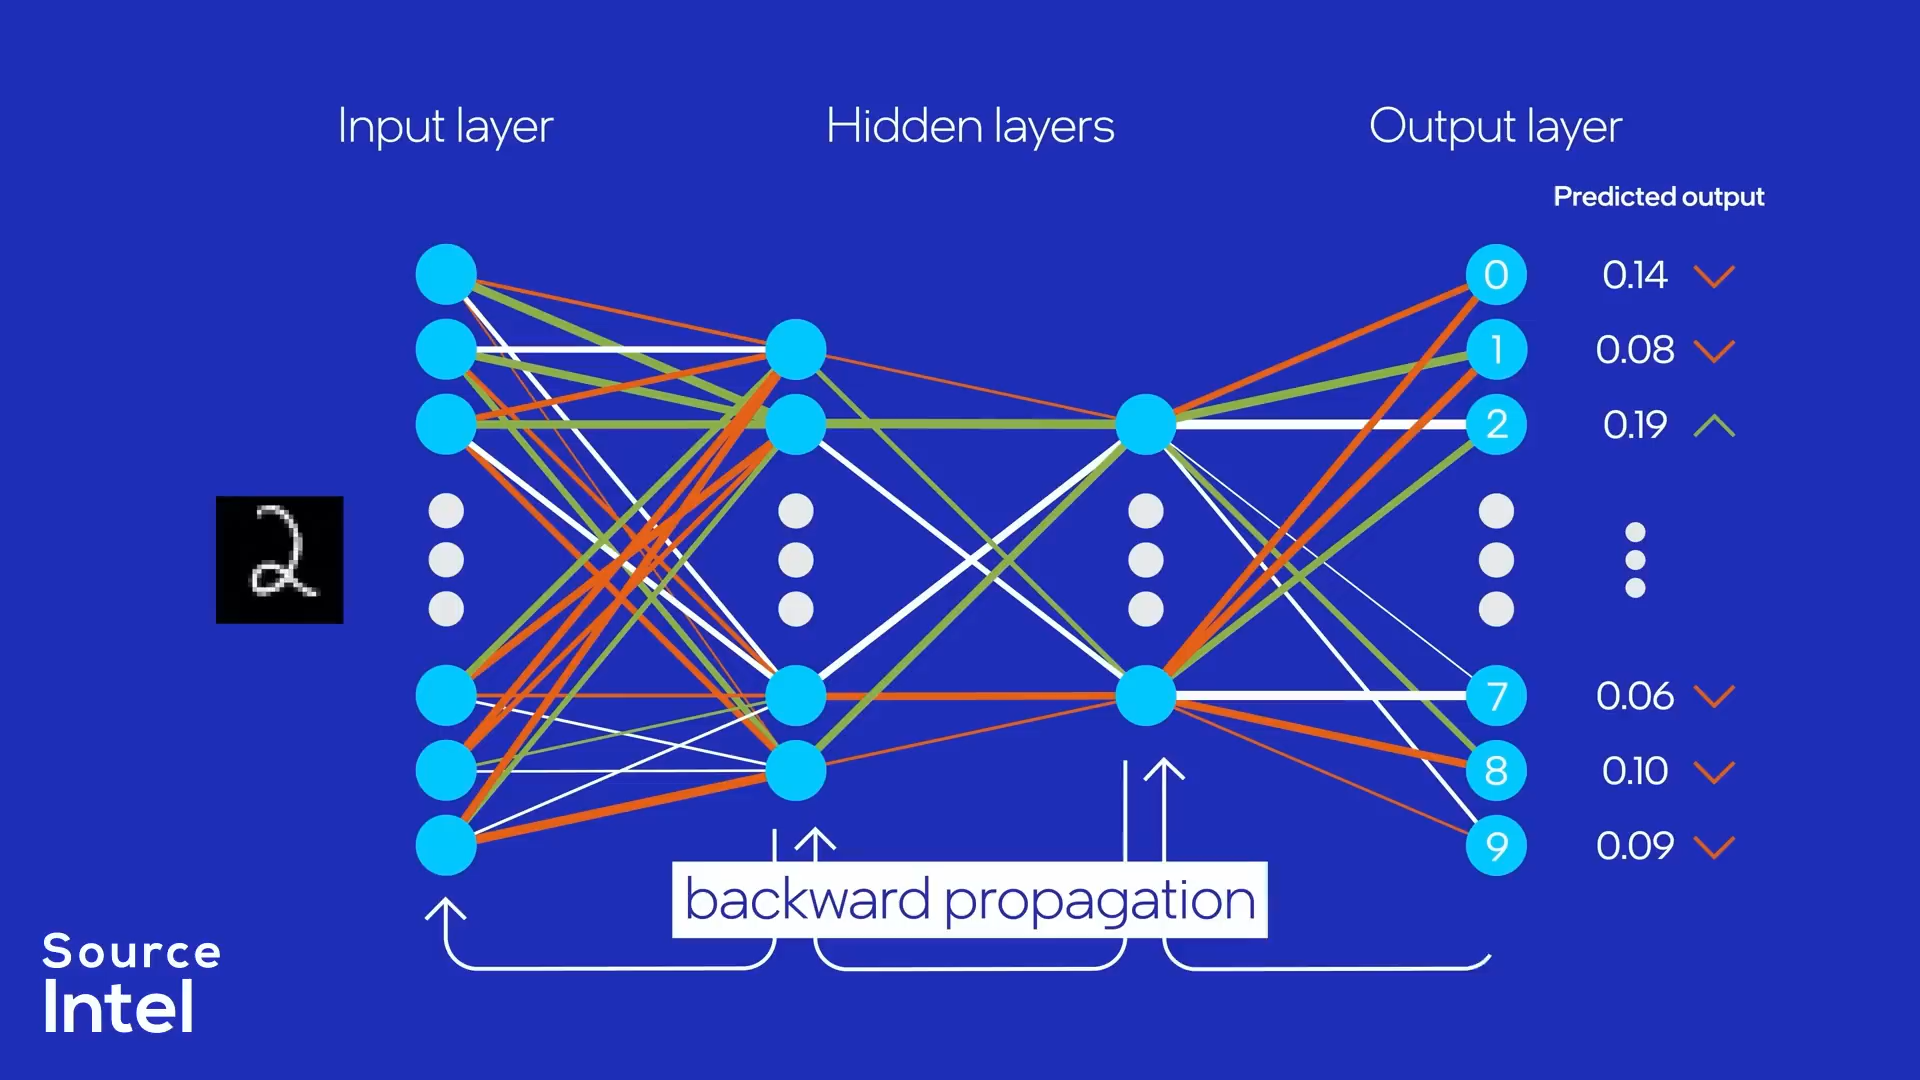 Input layer
Hidden layers
Output layer
Predicted output
0 0.14
1 0.08
2 0.19
2
7 0.06
8 0.10
9 0.09
backward propagation
Source
Intel